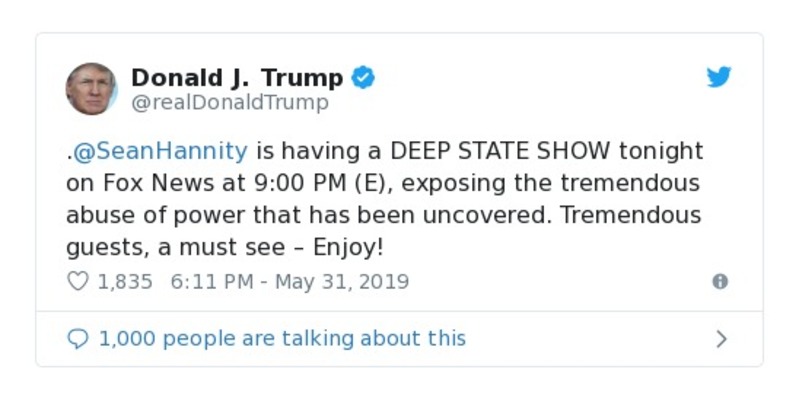 Donald J. Trump
@realDonaldTrump
.@SeanHannity is having a DEEP STATE SHOW tonight
on Fox News at 9:00 PM (E), exposing the tremendous
abuse of power that has been uncovered. Tremendous
guests, a must see – Enjoy!
1,835 6:11 PM - May 31, 2019
1,000 people are talking about this